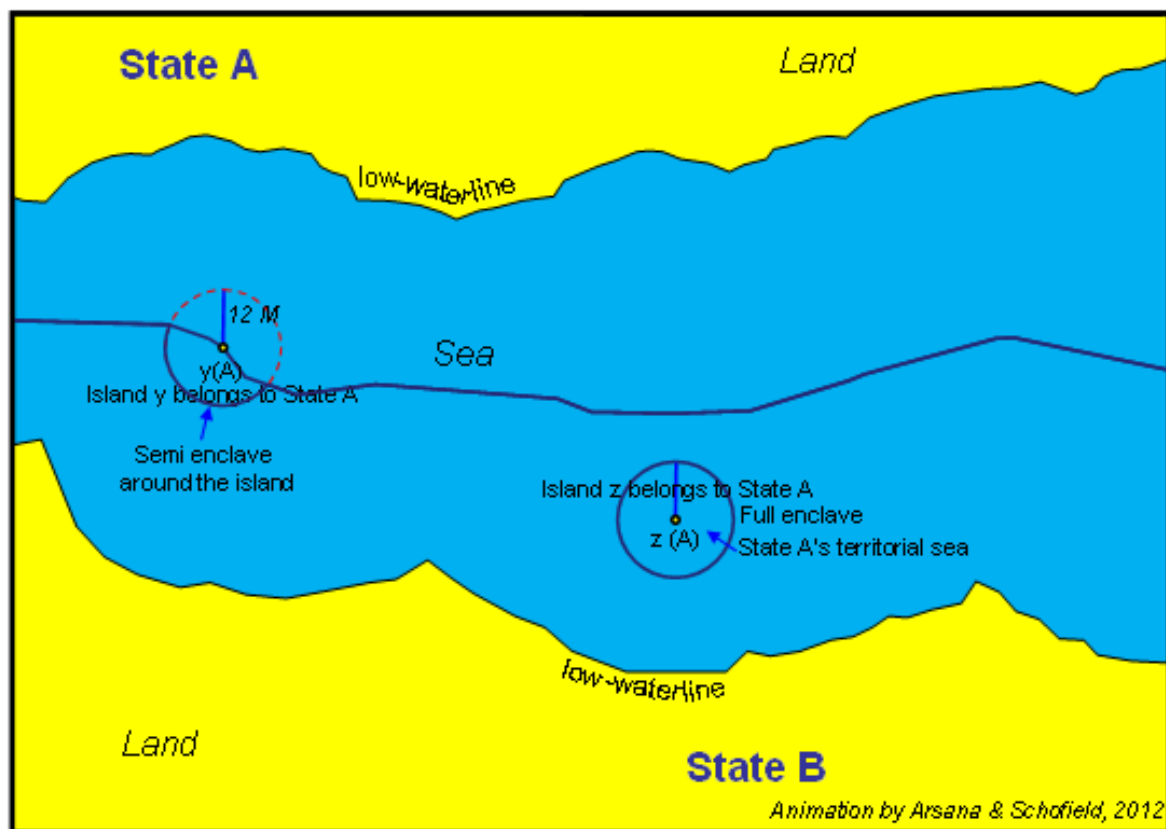 State A
Land
low-waterline
12 M
Sea
y(A)
Island y belongs to State A
Semi enclave
around the island
Island z belongs to State A
Full enclave
z (A)
State A's territorial sea
low-waterline
Land
State B
Animation by Arsana & Schofield, 2012